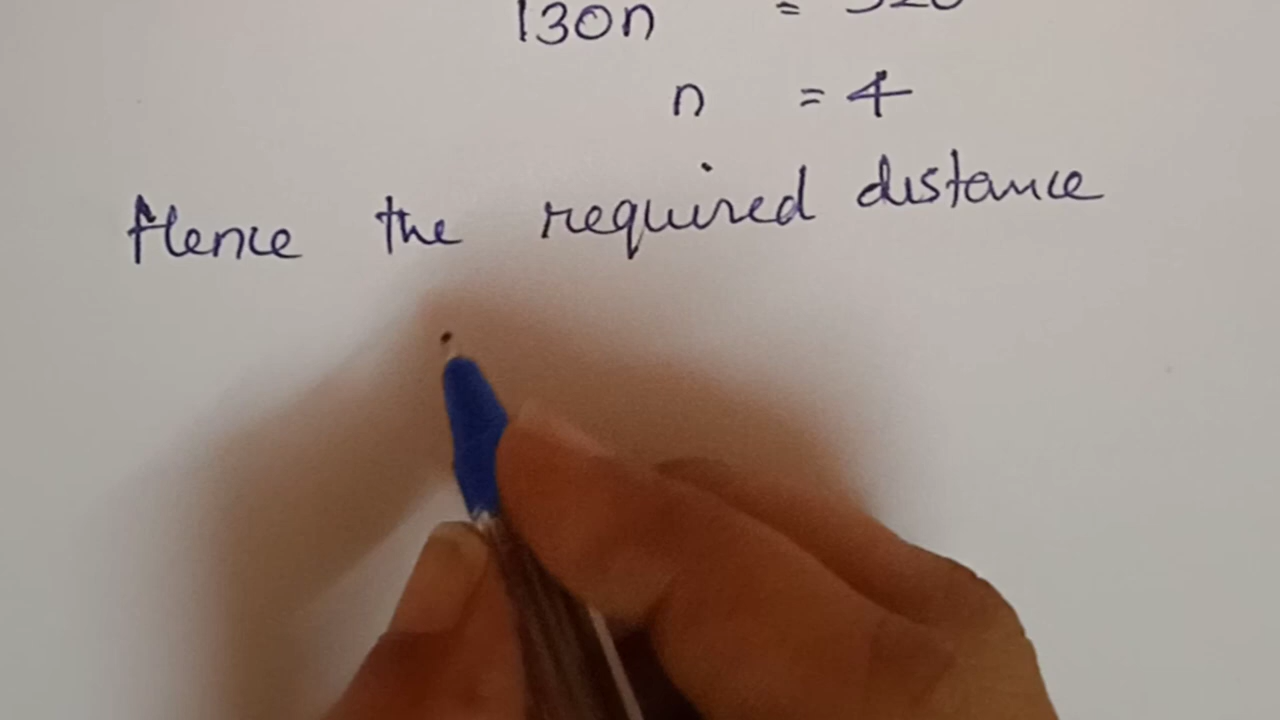 130n =
n = 4
Hence the required distance